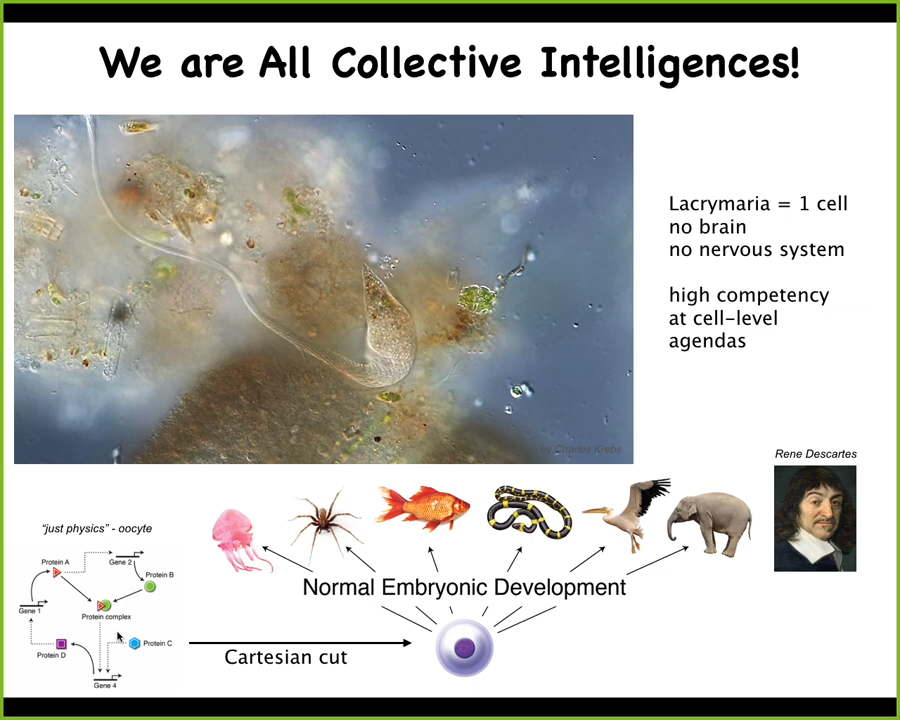 We are All Collective Intelligences!
Lacrymaria = 1 cell
no brain
no nervous system
high competency
at cell-level
agendas
by Charles Krebs
Rene Descartes
"just physics" - oocyte
Protein A
Gene 2
Protein B
Gene 1
Protein complex
Protein C
Protein D
Gene 4
Normal Embryonic Development
Cartesian cut